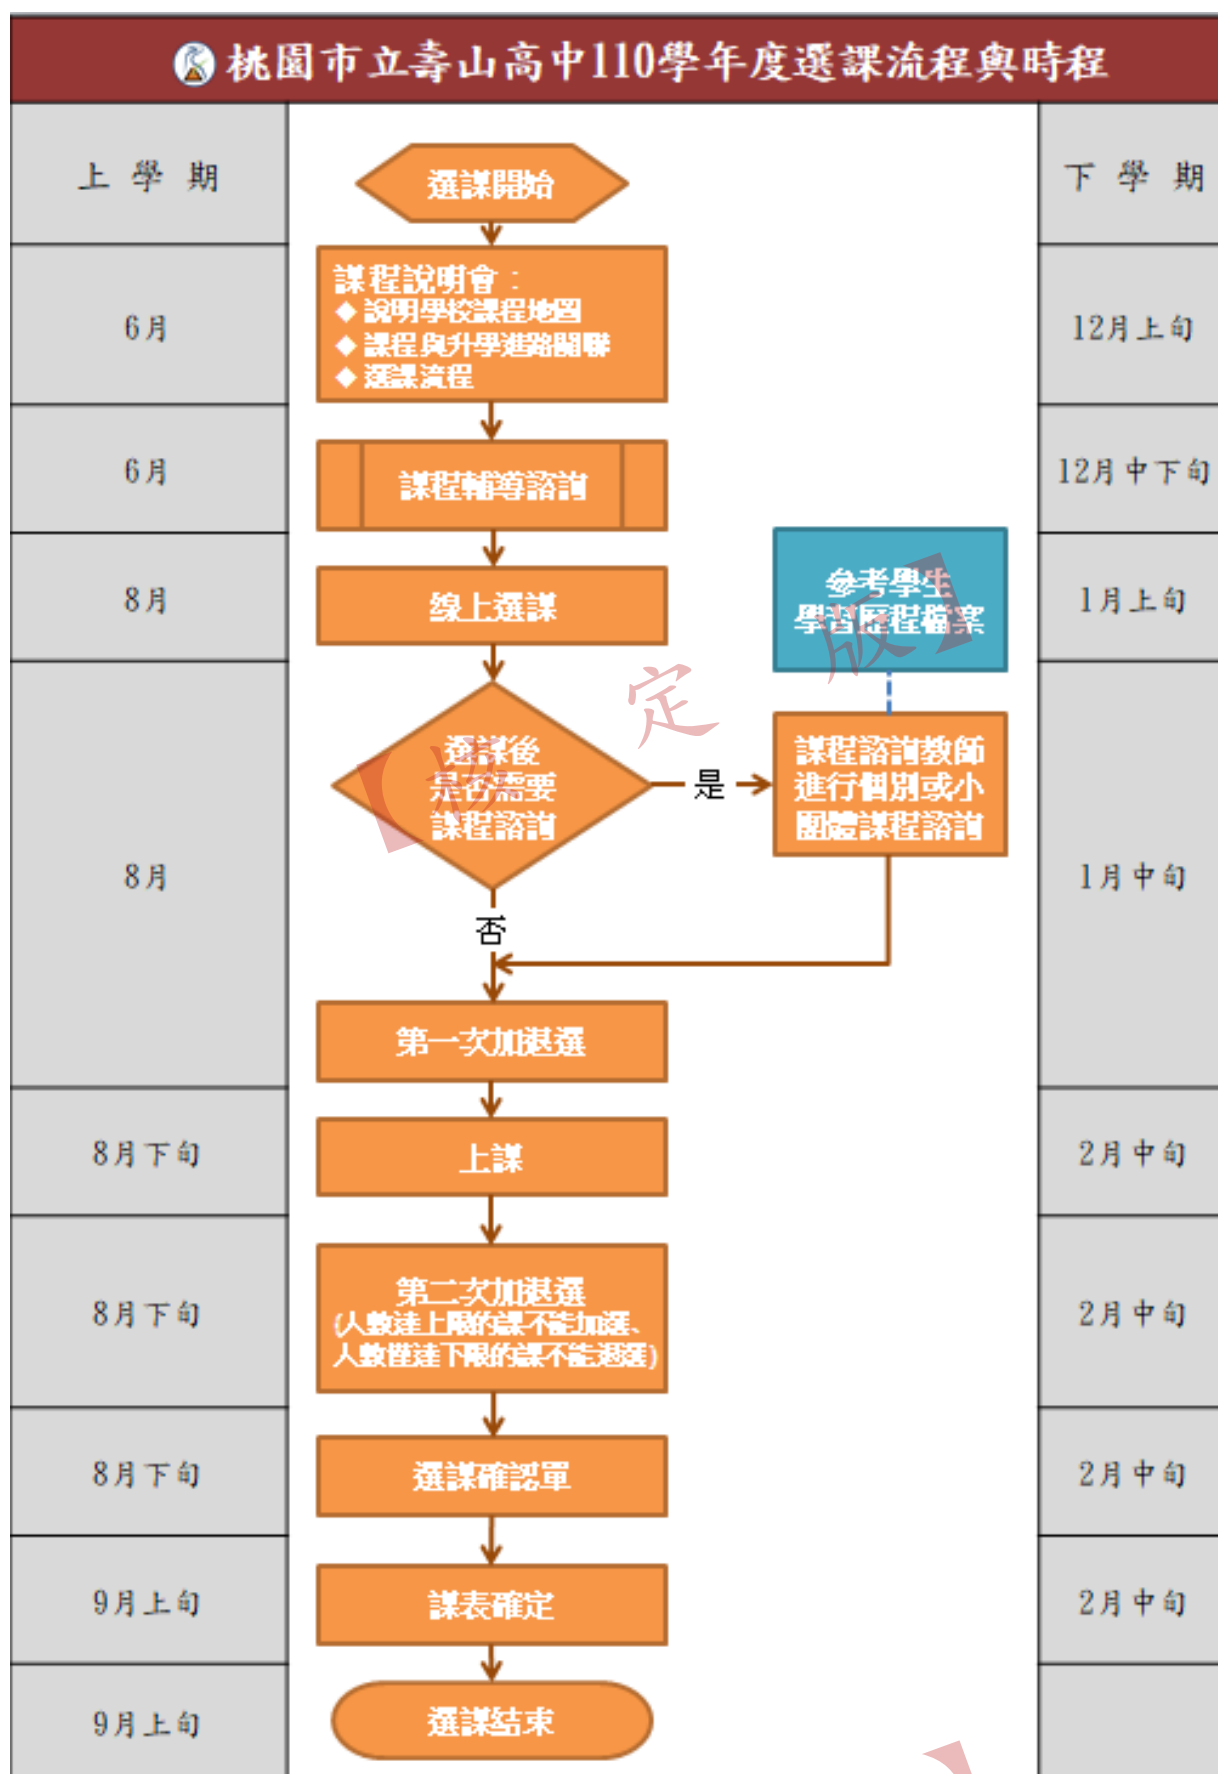 桃園市立壽山高中110學年度選課流程與時程
上學期
選課開始
下學期
6月
課程說明會：
◆ 說明學校課程地圖
◆ 課程與升學進路關聯
◆ 選課流程
12月上旬
6月
課程輔導諮詢
12月中下旬
8月
線上選課
參考學生
學習歷程檔案
1月上旬
8月
選課後
是否需要
課程諮詢
是
課程諮詢教師
進行個別或小
團體課程諮詢
1月中旬
否
第一次加退選
8月下旬
上課
2月中旬
8月下旬
第二次加退選
(人數達上限的課不能加選、
人數僅達下限的課不能退選)
2月中旬
8月下旬
選課確認單
2月中旬
9月上旬
課表確定
2月中旬
9月上旬
選課結束
【核定版】
】